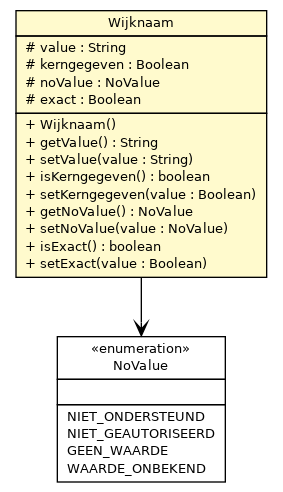 Wijknaam
# value : String
# kerngegeven : Boolean
# noValue : NoValue
# exact : Boolean
+ Wijknaam()
+ getValue() : String
+ setValue(value : String)
+ isKerngegeven() : boolean
+ setKerngegeven(value : Boolean)
+ getNoValue() : NoValue
+ setNoValue(value : NoValue)
+ isExact() : boolean
+ setExact(value : Boolean)
«enumeration»
NoValue
NIET_ONDERSTEUND
NIET_GEAUTORISEERD
GEEN_WAARDE
WAARDE_ONBEKEND